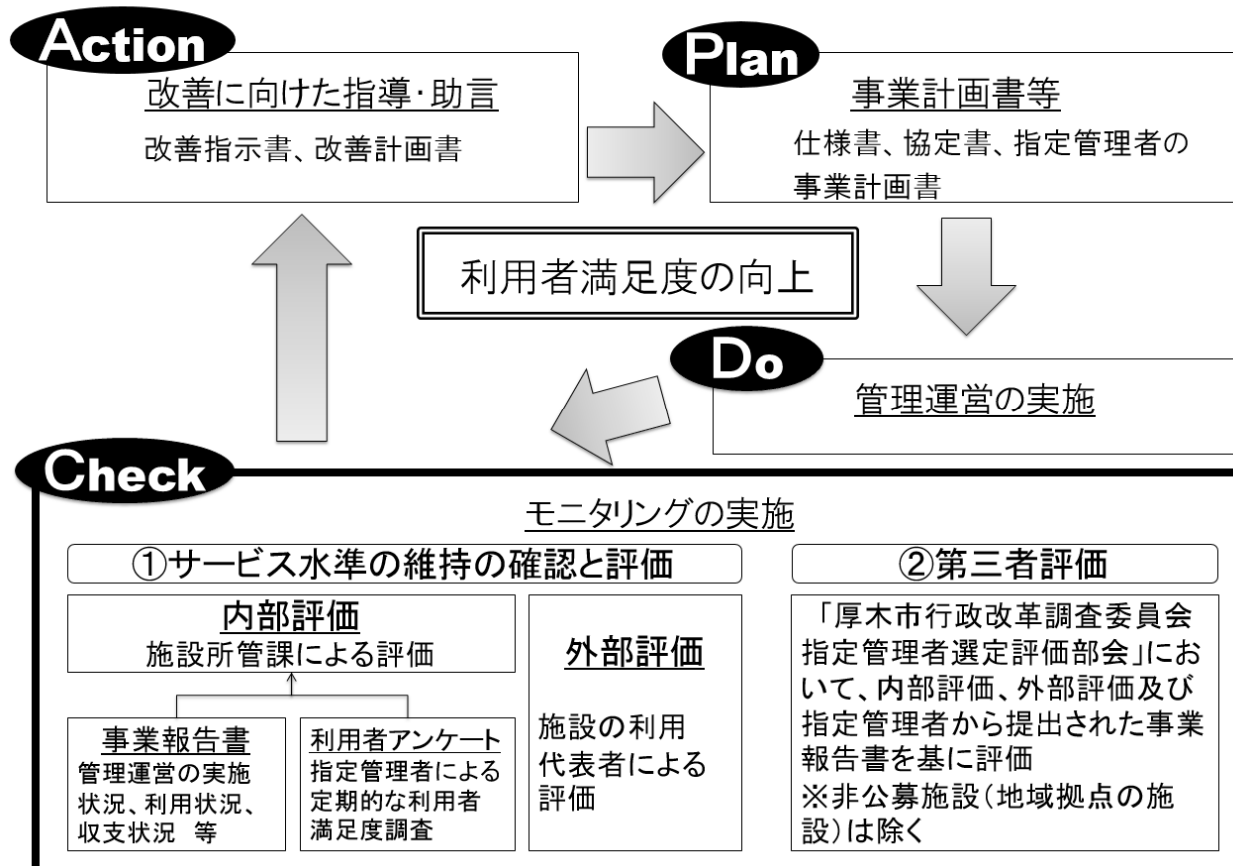 Action
改善に向けた指導・助言
改善指示書、改善計画書
Plan
事業計画書等
仕様書、協定書、指定管理者の
事業計画書
利用者満足度の向上
Do
管理運営の実施
Check
モニタリングの実施
①サービス水準の維持の確認と評価
内部評価
施設所管課による評価
事業報告書
管理運営の実施
状況、利用状況、
収支状況 等
利用者アンケート
指定管理者による
定期的な利用者
満足度調査
外部評価
施設の利用
代表者による
評価
②第三者評価
「厚木市行政改革調査委員会
指定管理者選定評価部会」にお
いて、内部評価、外部評価及び
指定管理者から提出された事業
報告書を基に評価
※非公募施設（地域拠点の施
設）は除く